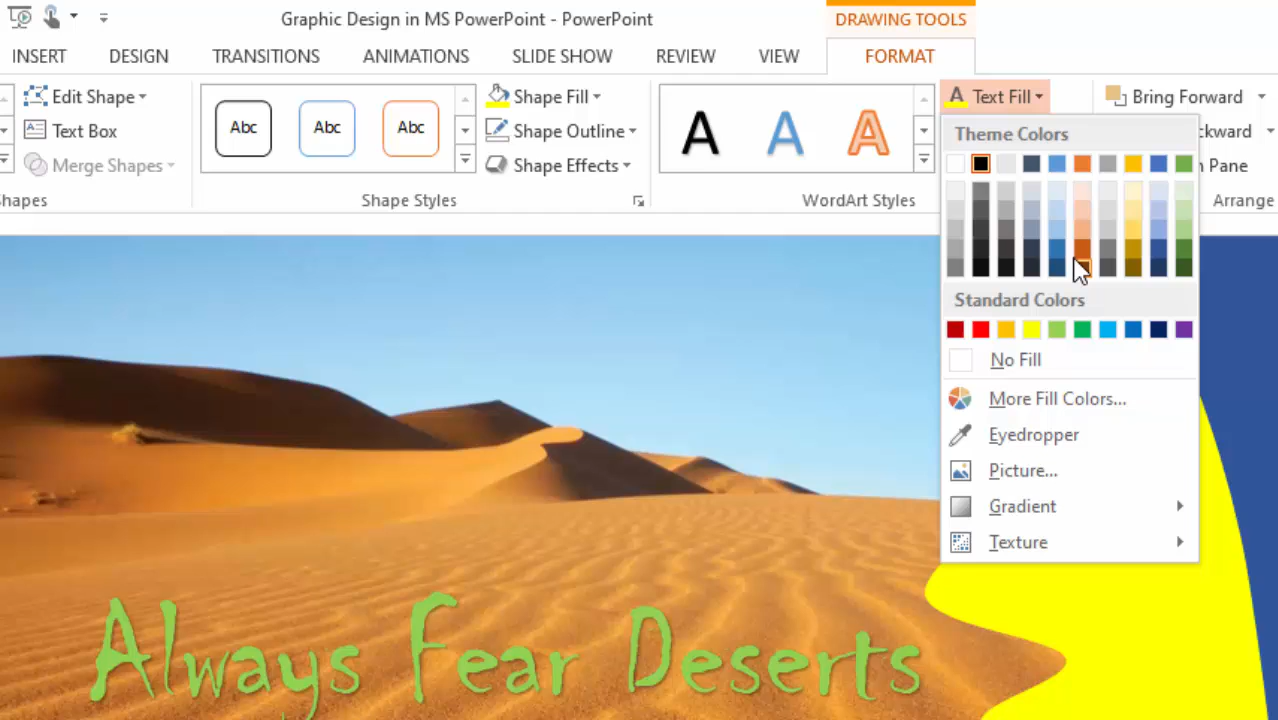 Graphic Design in MS PowerPoint - PowerPoint
DRAWING TOOLS
INSERT DESIGN TRANSITIONS ANIMATIONS SLIDE SHOW REVIEW VIEW FORMAT
Edit Shape
Text Box
Merge Shapes
Abc Abc Abc
Shape Fill
Shape Outline
Shape Effects
A A A
A Text Fill
Bring Forward
ckward
n Pane
hapes
Shape Styles
WordArt Styles
Arrange
Theme Colors
Standard Colors
No Fill
More Fill Colors...
Eyedropper
Picture...
Gradient
Texture
Always Fear Deserts